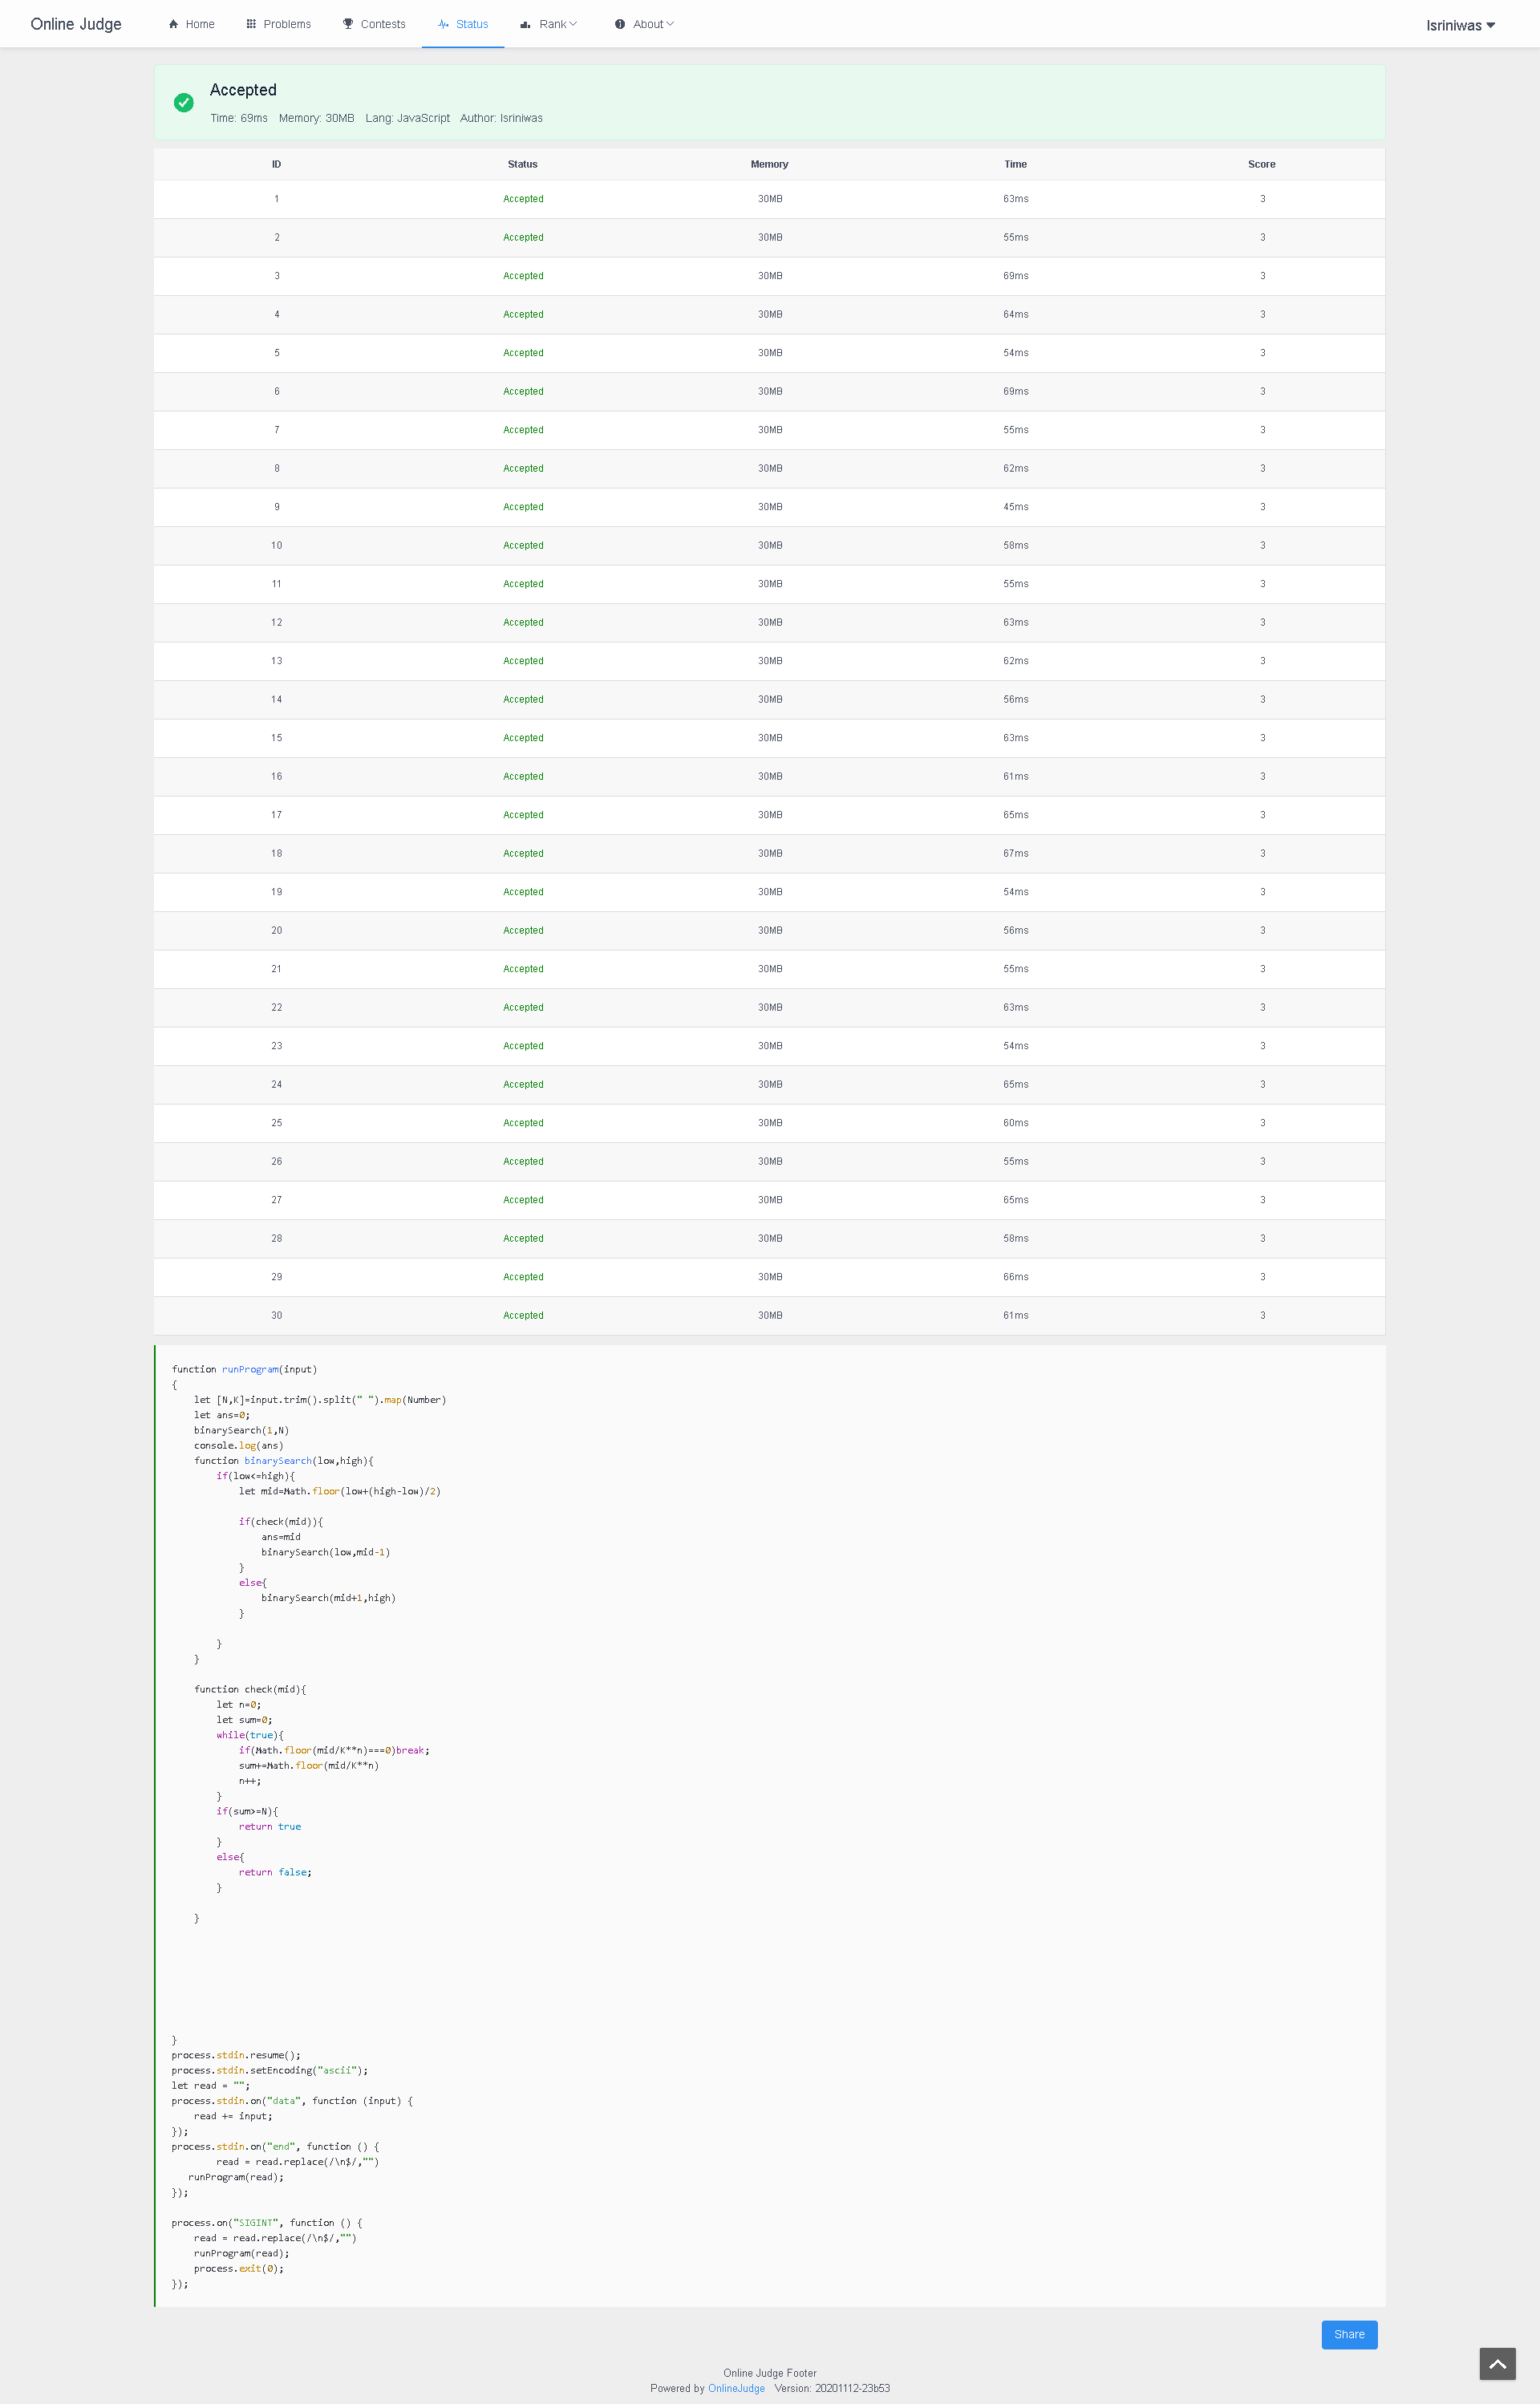 Online Judge Home Problems Contests Status Rank About Isriniwas
Accepted
Time: 69ms Memory: 30MB Lang: JavaScript Author: Isriniwas
ID Status Memory Time Score
1 Accepted 30MB 63ms 3
2 Accepted 30MB 55ms 3
3 Accepted 30MB 69ms 3
4 Accepted 30MB 64ms 3
5 Accepted 30MB 54ms 3
6 Accepted 30MB 69ms 3
7 Accepted 30MB 55ms 3
8 Accepted 30MB 62ms 3
9 Accepted 30MB 45ms 3
10 Accepted 30MB 58ms 3
11 Accepted 30MB 55ms 3
12 Accepted 30MB 63ms 3
13 Accepted 30MB 62ms 3
14 Accepted 30MB 56ms 3
15 Accepted 30MB 63ms 3
16 Accepted 30MB 61ms 3
17 Accepted 30MB 65ms 3
18 Accepted 30MB 67ms 3
19 Accepted 30MB 54ms 3
20 Accepted 30MB 56ms 3
21 Accepted 30MB 55ms 3
22 Accepted 30MB 63ms 3
23 Accepted 30MB 54ms 3
24 Accepted 30MB 65ms 3
25 Accepted 30MB 60ms 3
26 Accepted 30MB 55ms 3
27 Accepted 30MB 65ms 3
28 Accepted 30MB 58ms 3
29 Accepted 30MB 66ms 3
30 Accepted 30MB 61ms 3
function runProgram(input)
{
    let [N,K]=input.trim().split(" ").map(Number)
    let ans=0;
    binarySearch(1,N)
    console.log(ans)
    function binarySearch(low,high){
        if(low<=high){
            let mid=Math.floor(low+(high-low)/2)
            if(check(mid)){
                ans=mid
                binarySearch(low,mid-1)
            }
            else{
                binarySearch(mid+1,high)
            }
        }
    }
    function check(mid){
        let n=0;
        let sum=0;
        while(true){
            if(Math.floor(mid/K**n)===0)break;
            sum+=Math.floor(mid/K**n)
            n++;
        }
        if(sum>=N){
            return true
        }
        else{
            return false;
        }
    }
}
process.stdin.resume();
process.stdin.setEncoding("ascii");
let read = "";
process.stdin.on("data", function (input) {
    read += input;
});
process.stdin.on("end", function () {
        read = read.replace(/\n$/,"")
   runProgram(read);
});
process.on("SIGINT", function () {
    read = read.replace(/\n$/,"")
    runProgram(read);
    process.exit(0);
});
Share
Online Judge Footer
Powered by OnlineJudge Version: 20201112-23b53